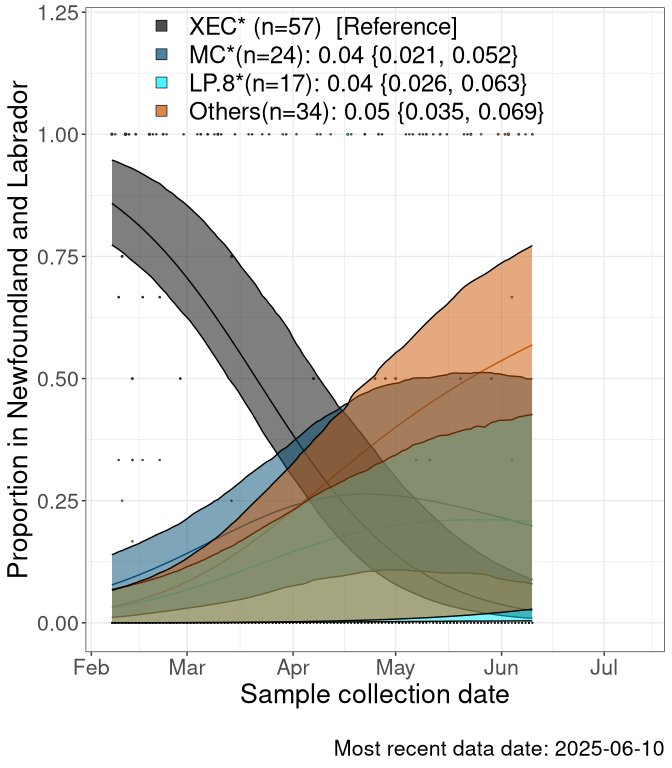 1.25
XEC* (n=57)  [Reference]
MC*(n=24): 0.04 {0.021, 0.052}
LP.8*(n=17): 0.04 {0.026, 0.063}
Others(n=34): 0.05 {0.035, 0.069}
1.00
0.75
0.50
0.25
0.00
Proportion in Newfoundland and Labrador
Feb Mar Apr May Jun Jul
Sample collection date
Most recent data date: 2025-06-10